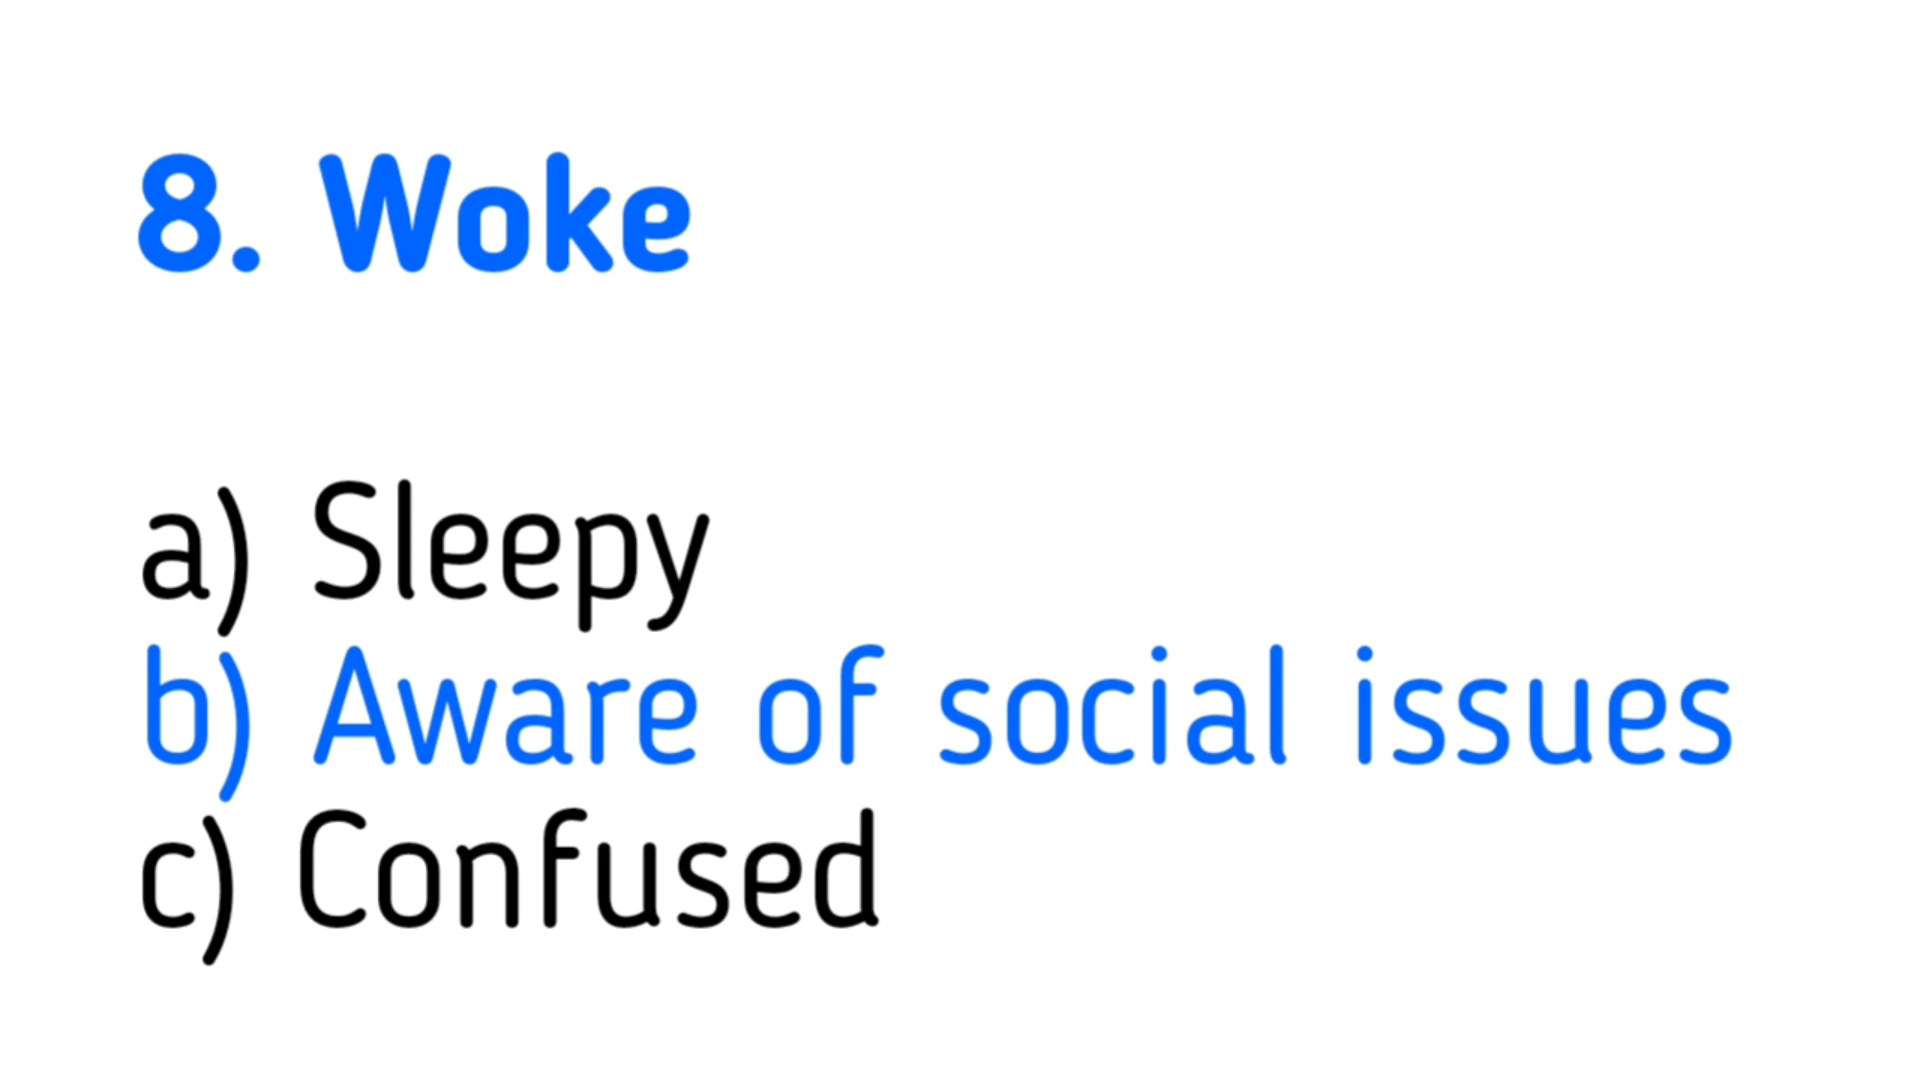 8. Woke
a) Sleepy
b) Aware of social issues
c) Confused